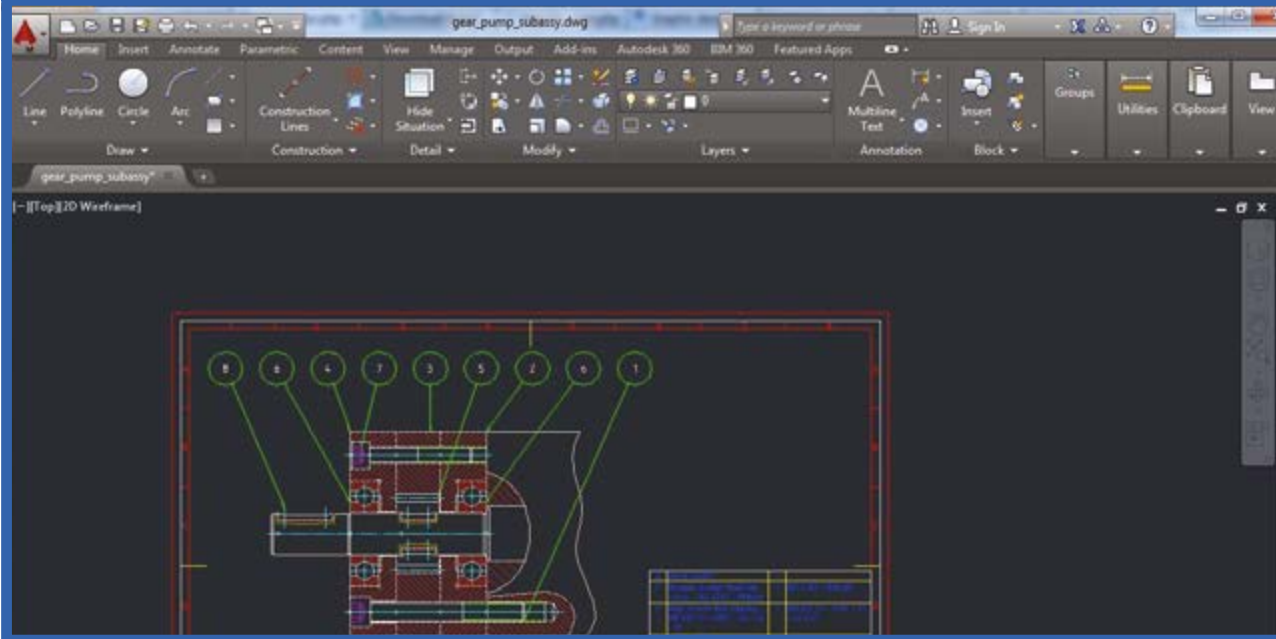 gear_pump_subassy.dwg
Type a keyword or phrase
Sign In
Home Insert Annotate Parametric Content View Manage Output Add-ins Autodesk 360 BIM 360 Featured Apps
Line Polyline Circle Arc
Construction Lines
Hide Situation
0
Multiline Text
Insert
Groups
Utilities
Clipboard
View
Draw Construction Detail Modify Layers Annotation Block
gear_pump_subassy*
[-][Top][2D Wireframe]
8 6 4 7 3 5 2 6 1